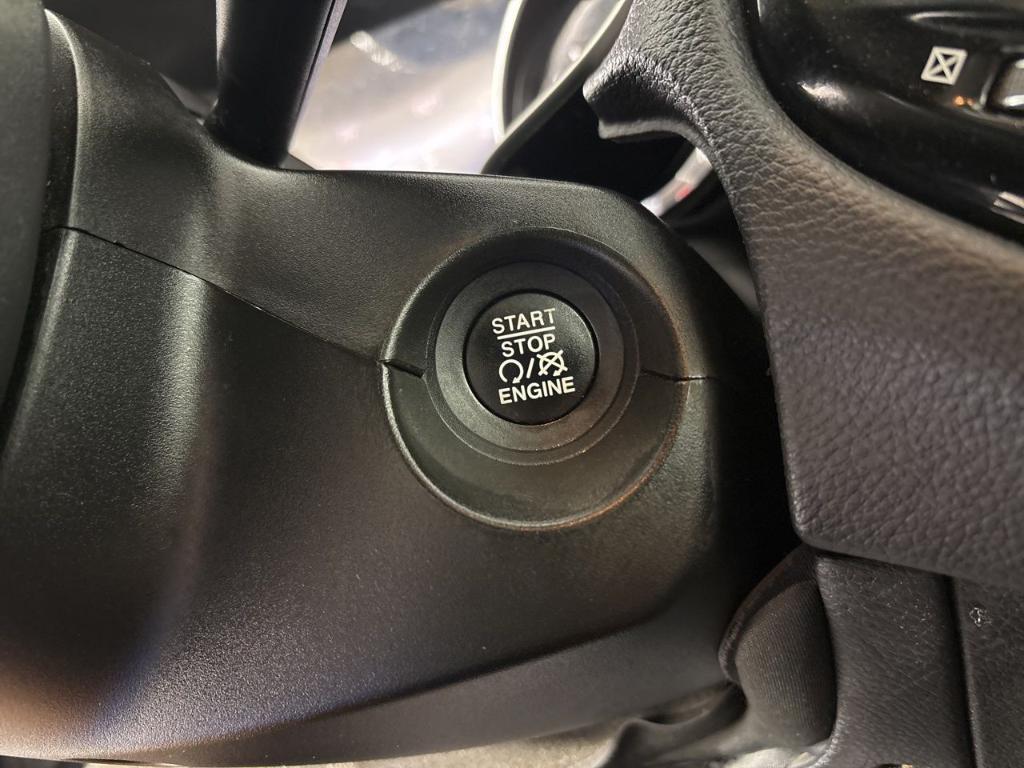 START
STOP
/
ENGINE